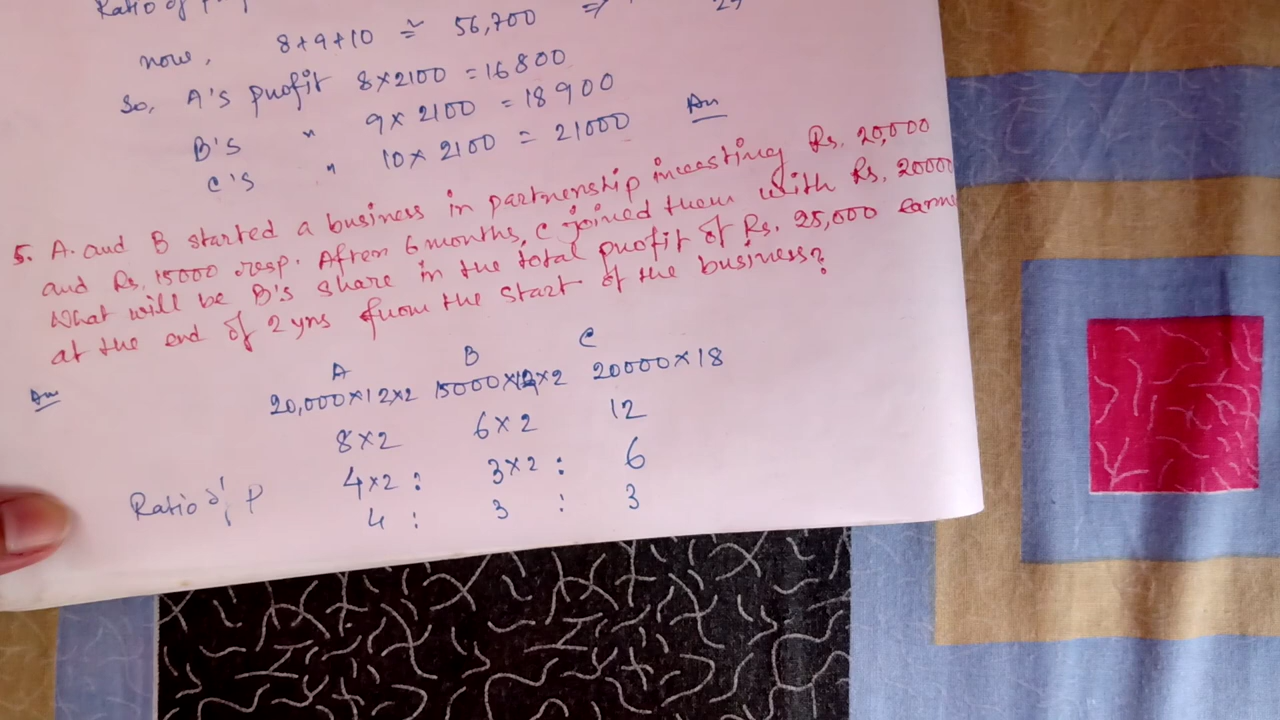 Ratio of
now, 8+9+10 ≅ 56,700 ⇒
So, A's profit 8×2100 = 16800
B's " 9× 2100 = 18900
C's " 10× 2100 = 21000 Ans
5. A. and B started a business in partnership investing Rs. 20,000
and Rs. 15000 resp. After 6 months, C joined them with Rs. 20000
What will be B's share in the total profit of Rs. 25,000 earn
at the end of 2 yrs from the start of the business?
Ans
A B C
20,000×12×2 15000×12×2 20000×18
8×2 6×2 12
4×2 : 3×2 : 6
Ratio of P 4 : 3 : 3